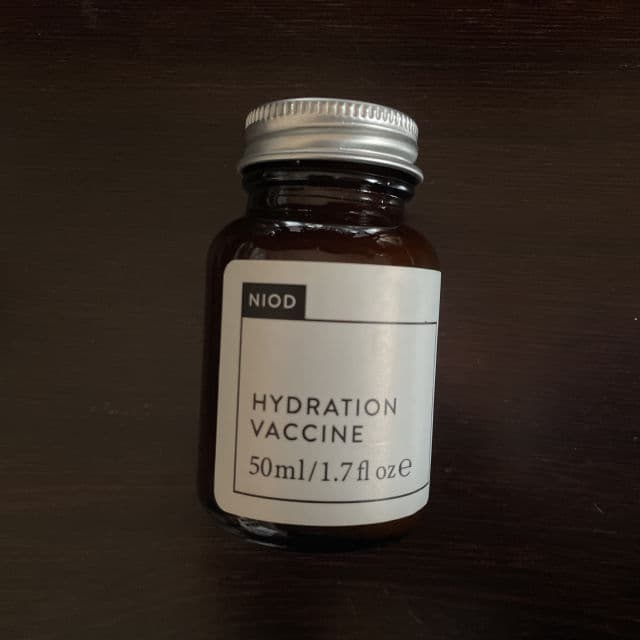 NIOD
HYDRATION
VACCINE
50ml/1.7fl oz℮